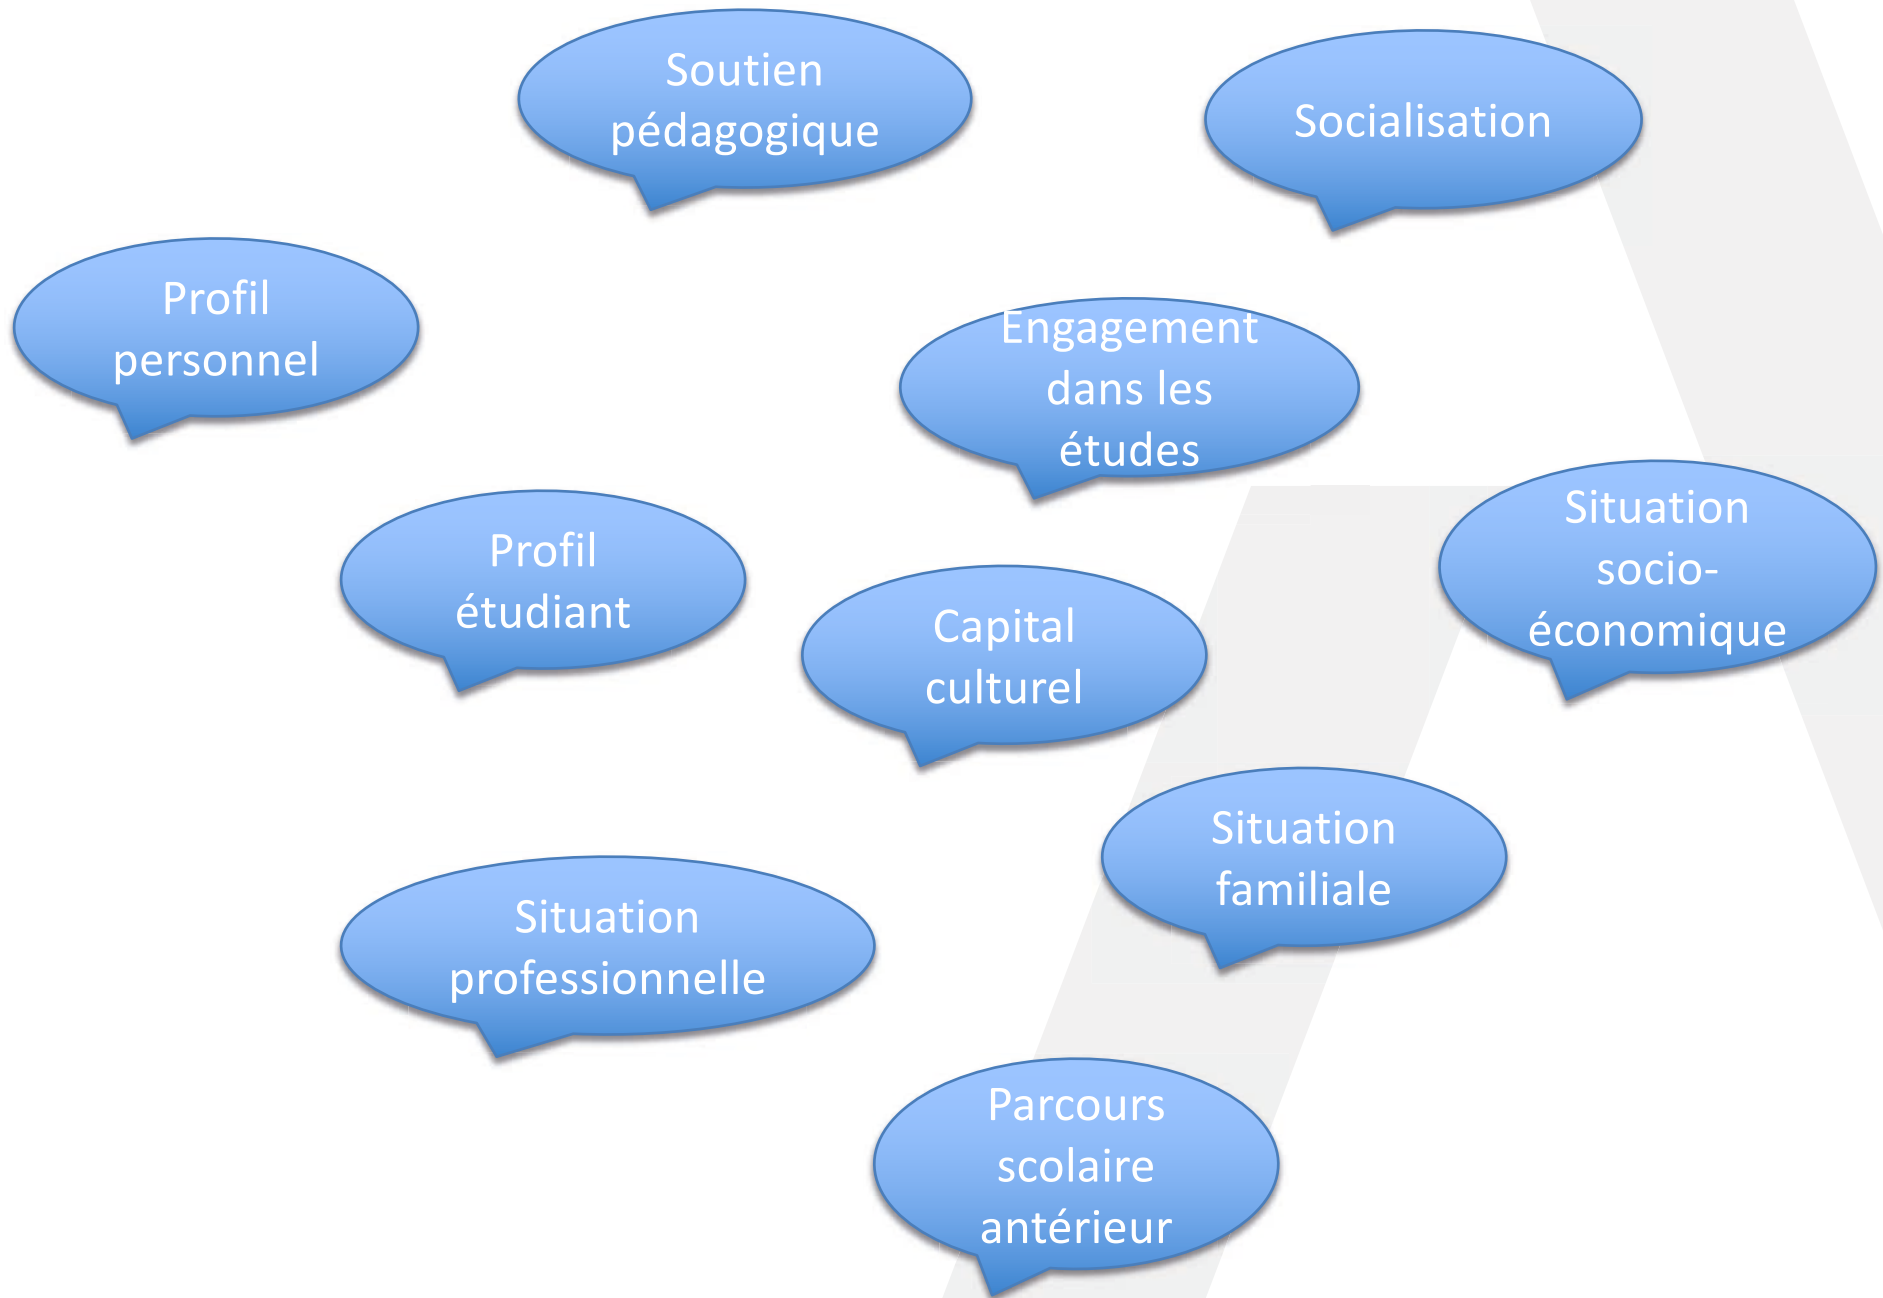 Soutien
pédagogique
Socialisation
Profil
personnel
Engagement
dans les
études
Situation
socio-
économique
Profil
étudiant
Capital
culturel
Situation
familiale
Situation
professionnelle
Parcours
scolaire
antérieur